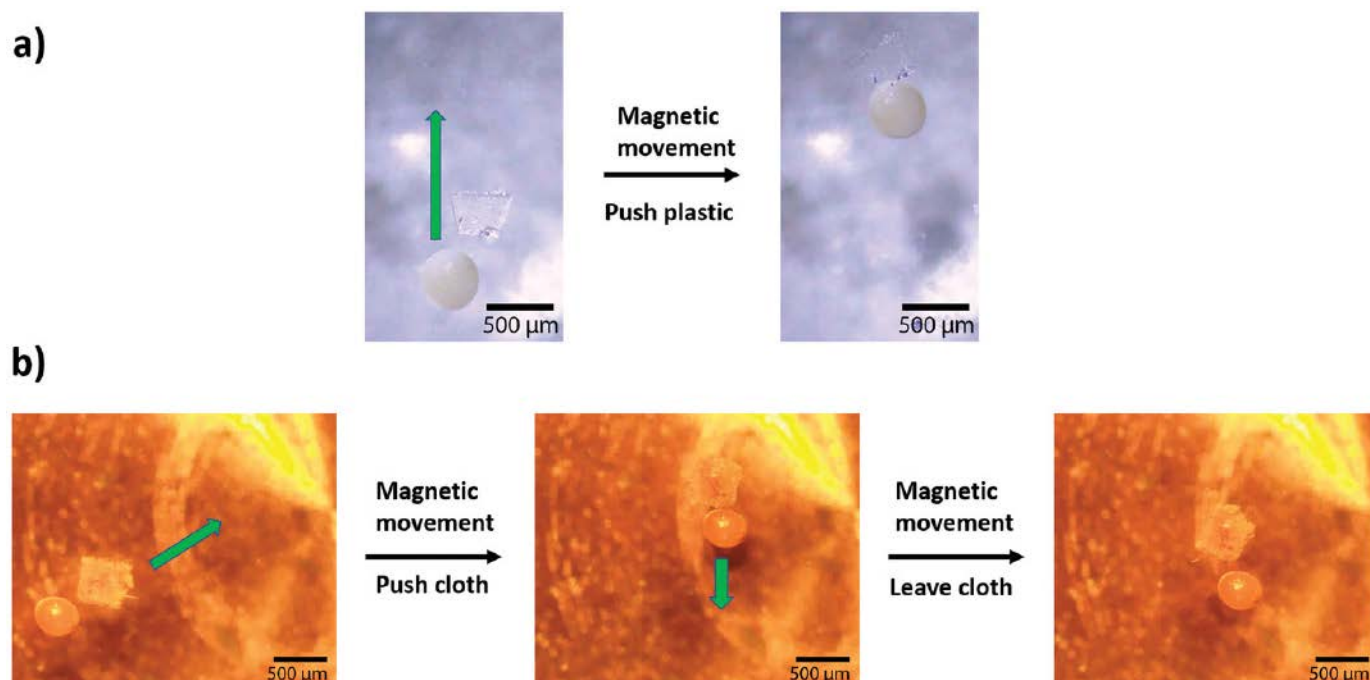 a)
Magnetic
movement
Push plastic
500 µm
500 µm
b)
Magnetic
movement
Push cloth
Magnetic
movement
Leave cloth
500 µm
500 µm
500 µm